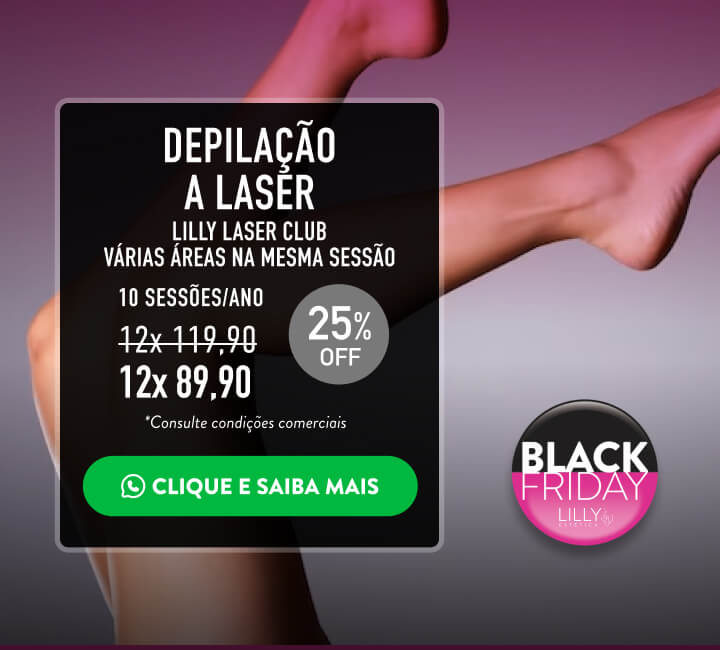 DEPILAÇÃO
A LASER
LILLY LASER CLUB
VÁRIAS ÁREAS NA MESMA SESSÃO
10 SESSÕES/ANO
12x 119,90
12x 89,90
25%
OFF
*Consulte condições comerciais
CLIQUE E SAIBA MAIS
BLACK
FRIDAY
LILLY
ESTÉTICA